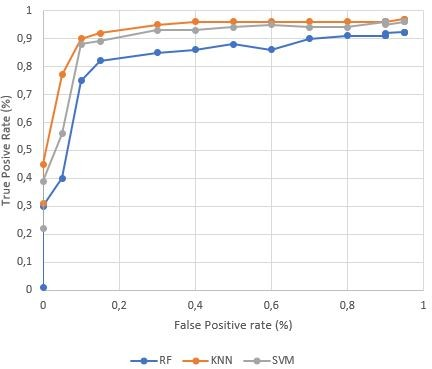 1
0,9
0,8
0,7
0,6
0,5
0,4
0,3
0,2
0,1
0
True Posive Rate (%)
0 0,2 0,4 0,6 0,8 1
False Positive rate (%)
RF KNN SVM